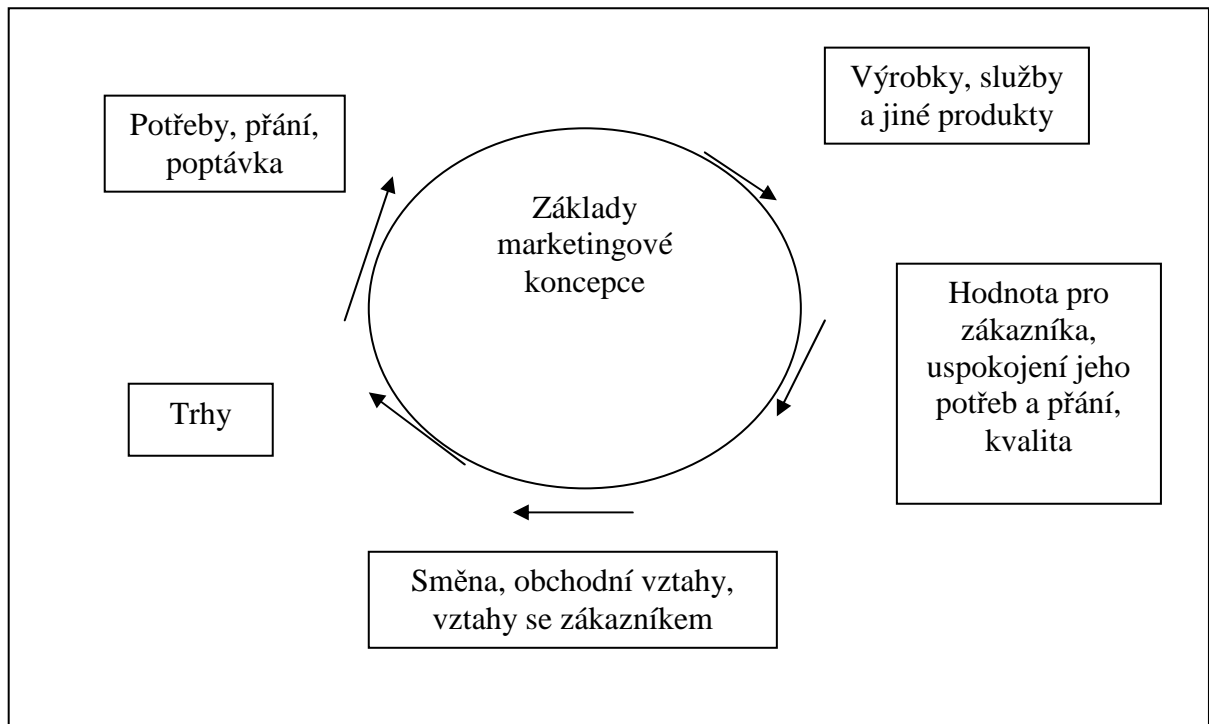 Potřeby, přání,
poptávka
Výrobky, služby
a jiné produkty
Základy
marketingové
koncepce
Hodnota pro
zákazníka,
uspokojení jeho
potřeb a přání,
kvalita
Trhy
Směna, obchodní vztahy,
vztahy se zákazníkem